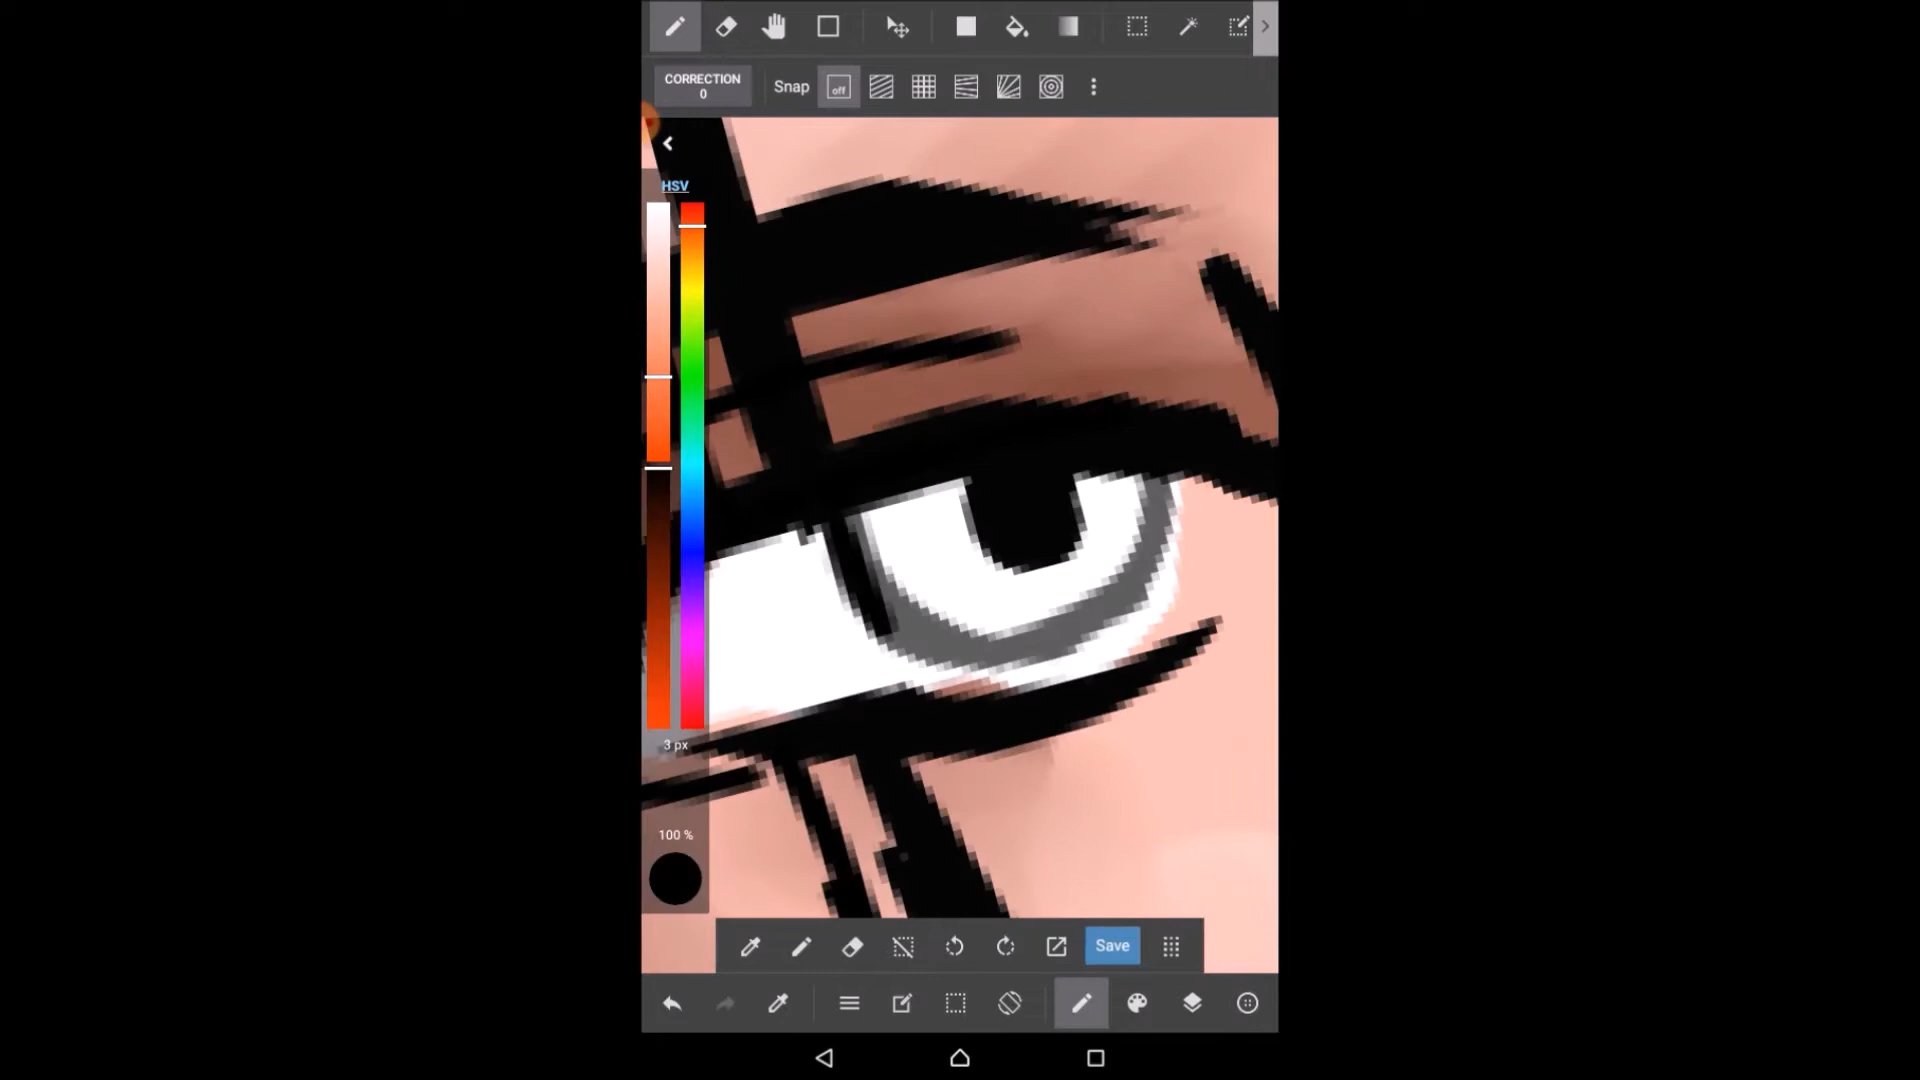 CORRECTION
0
Snap
off
HSV
3 px
100 %
Save